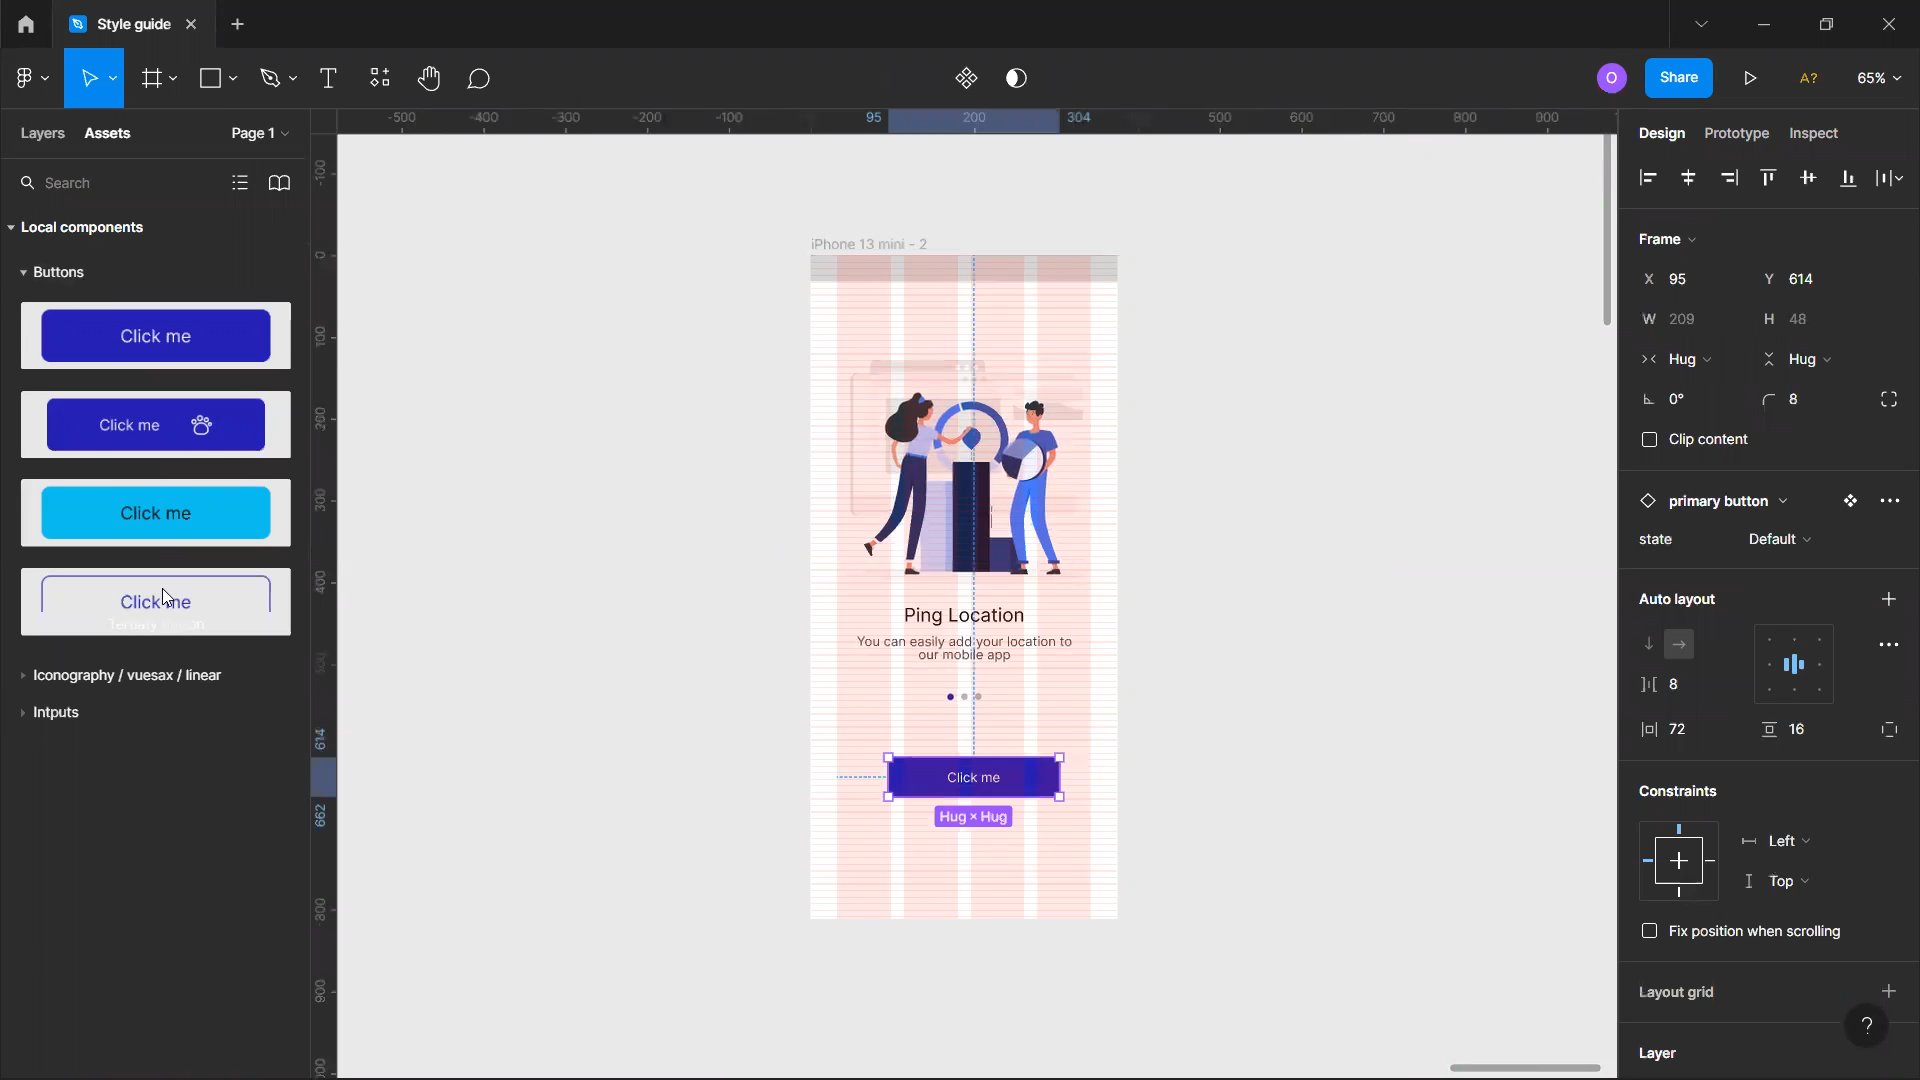 Style guide
Share
A?
65%
O
Layers
Assets
Page 1
Search
Local components
Buttons
Click me
Click me
Click me
Click me
Tertiary button
Iconography / vuesax / linear
Intputs
-500
-400
-300
-200
-100
95
200
304
500
600
700
800
900
-100
0
100
200
300
400
614
662
800
900
iPhone 13 mini - 2
Ping Location
You can easily add your location to
our mobile app
Click me
Hug × Hug
Design
Prototype
Inspect
Frame
X 95
Y 614
W 209
H 48
Hug
Hug
0°
8
Clip content
primary button
state
Default
Auto layout
8
72
16
Constraints
Left
Top
Fix position when scrolling
Layout grid
Layer
?